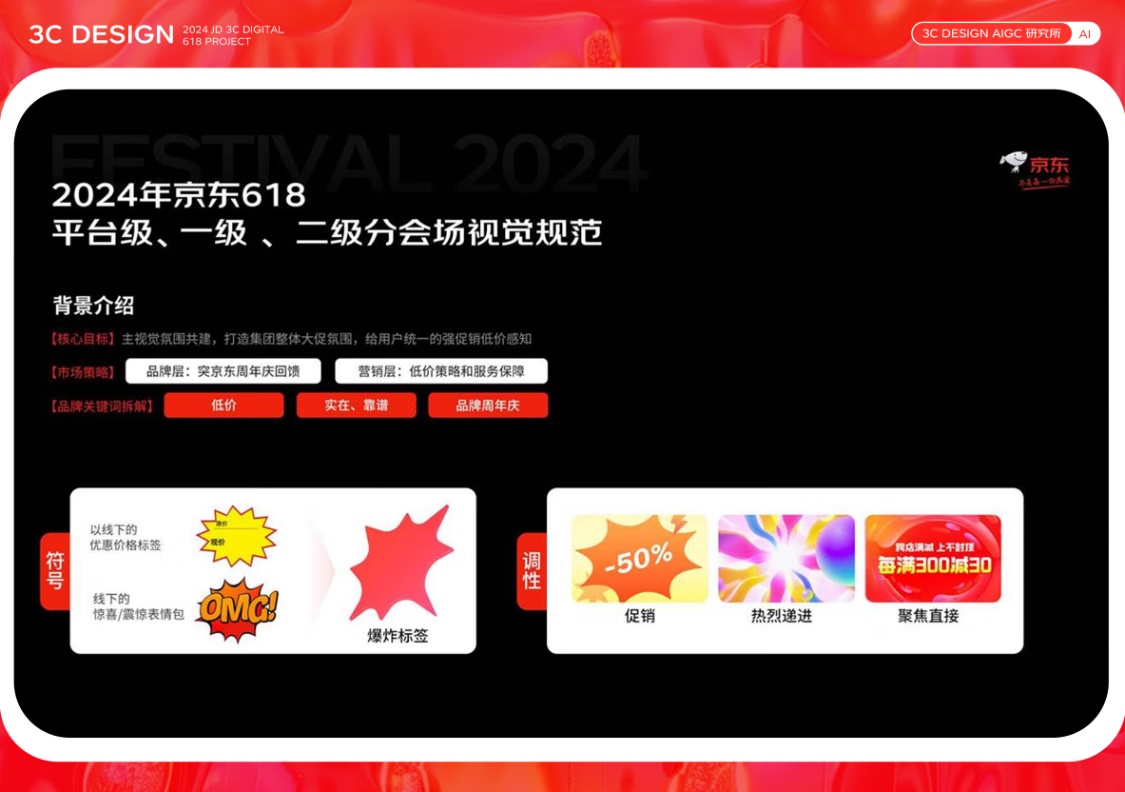 3C DESIGN
2024 JD 3C DIGITAL
618 PROJECT
3C DESIGN AIGC 研究所
AI
FESTIVAL 2024
京东
2024年京东618
平台级、一级 、二级分会场视觉规范
背景介绍
【核心目标】主视觉氛围共建，打造集团整体大促氛围，给用户统一的强促销低价感知
【市场策略】 品牌层：突京东周年庆回馈 营销层：低价策略和服务保障
【品牌关键词拆解】 低价 实在、靠谱 品牌周年庆
符号
以线下的
优惠价格标签
原价
现价
线下的
惊喜/震惊表情包
OMG!
爆炸标签
调性
-50%
促销
热烈递进
跨店满减 上不封顶
每满300减30
聚焦直接